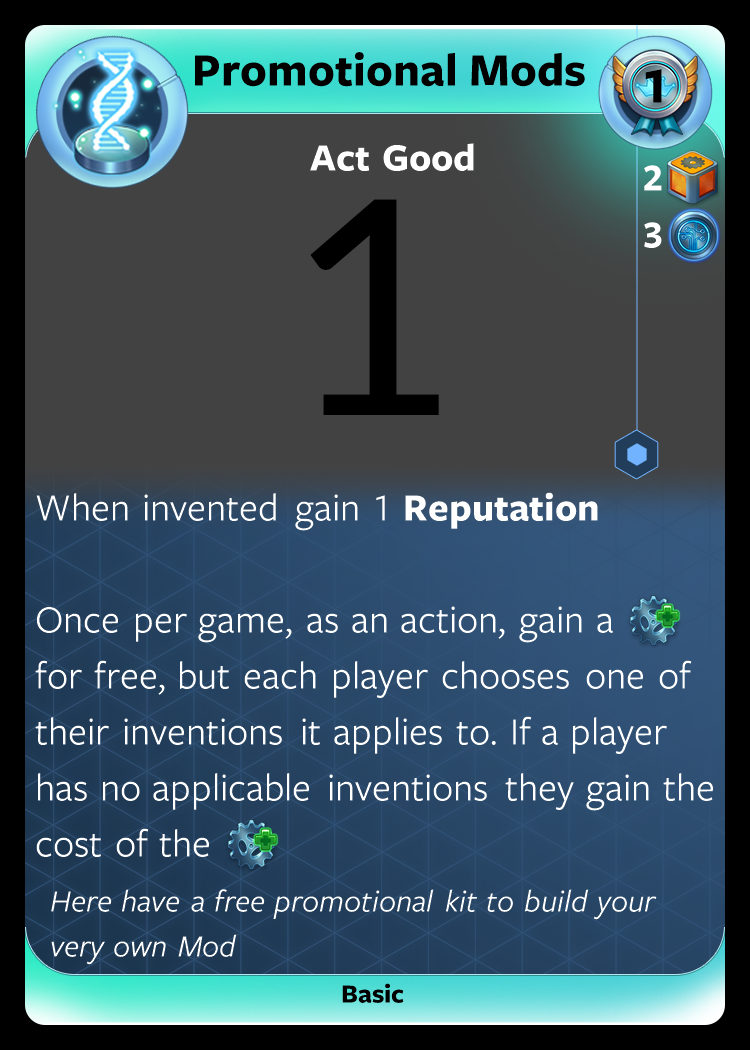 Promotional Mods
1
Act Good
2
3
1
When invented gain 1 Reputation
Once per game, as an action, gain a
for free, but each player chooses one of
their inventions it applies to. If a player
has no applicable inventions they gain the
cost of the
Here have a free promotional kit to build your
very own Mod
Basic